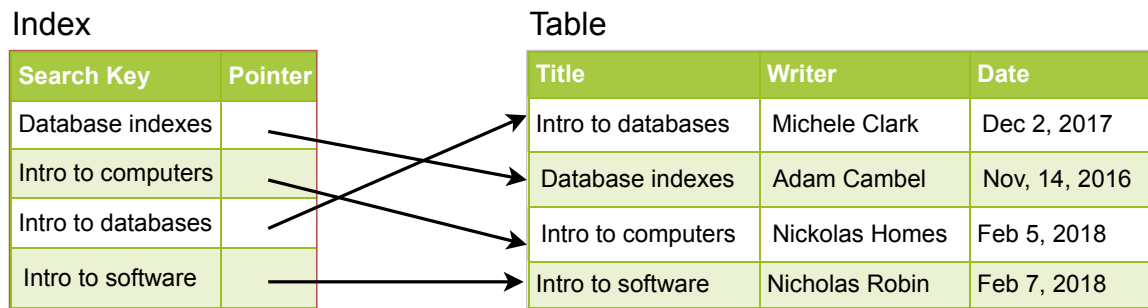 Index
Search Key Pointer
Database indexes
Intro to computers
Intro to databases
Intro to software
Table
Title Writer Date
Intro to databases Michele Clark Dec 2, 2017
Database indexes Adam Cambel Nov, 14, 2016
Intro to computers Nickolas Homes Feb 5, 2018
Intro to software Nicholas Robin Feb 7, 2018